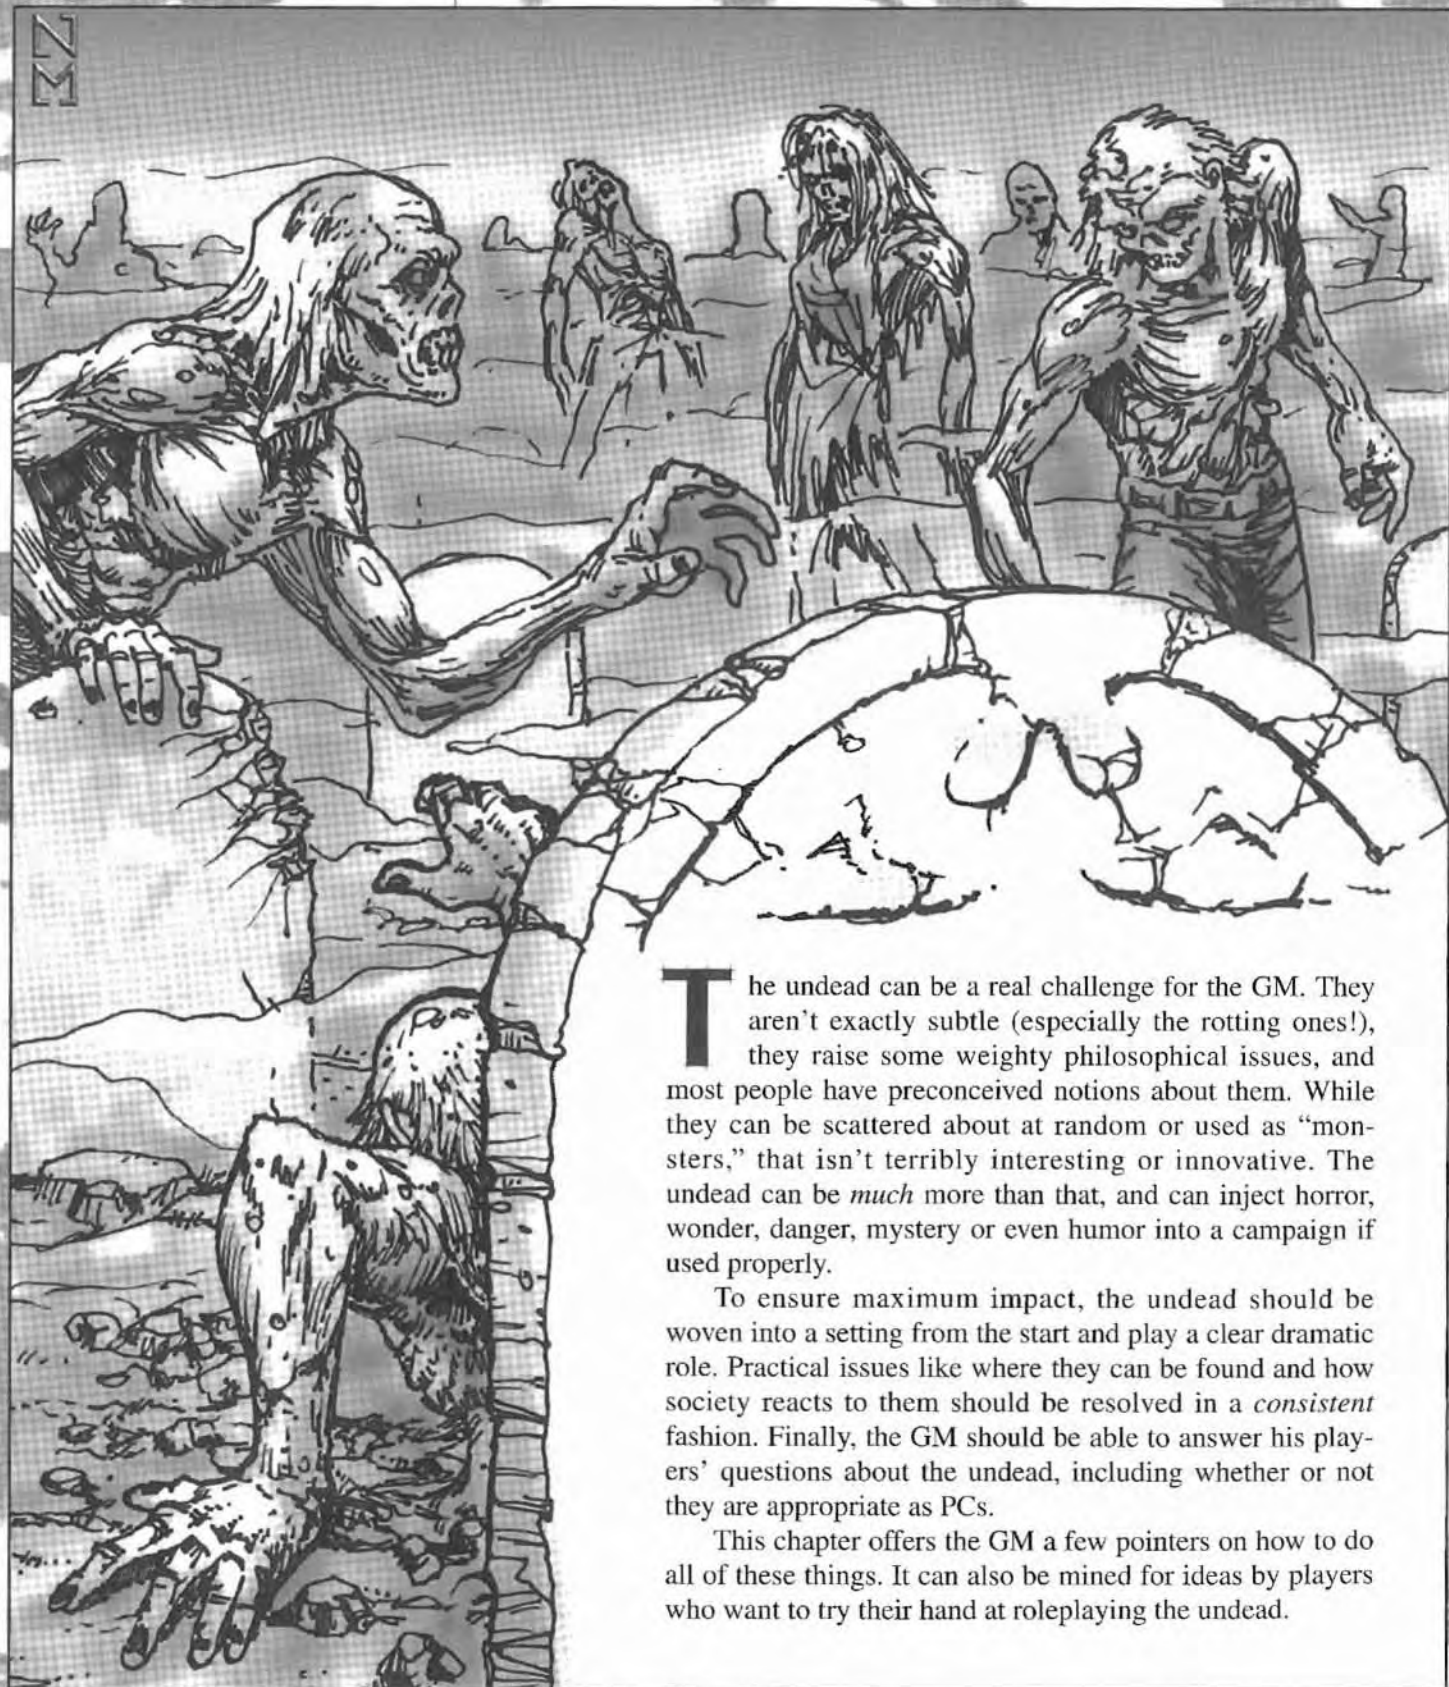 NM
The undead can be a real challenge for the GM. They
aren't exactly subtle (especially the rotting ones!),
they raise some weighty philosophical issues, and
most people have preconceived notions about them. While
they can be scattered about at random or used as “mon-
sters,” that isn't terribly interesting or innovative. The
undead can be much more than that, and can inject horror,
wonder, danger, mystery or even humor into a campaign if
used properly.
To ensure maximum impact, the undead should be
woven into a setting from the start and play a clear dramatic
role. Practical issues like where they can be found and how
society reacts to them should be resolved in a consistent
fashion. Finally, the GM should be able to answer his play-
ers' questions about the undead, including whether or not
they are appropriate as PCs.
This chapter offers the GM a few pointers on how to do
all of these things. It can also be mined for ideas by players
who want to try their hand at roleplaying the undead.